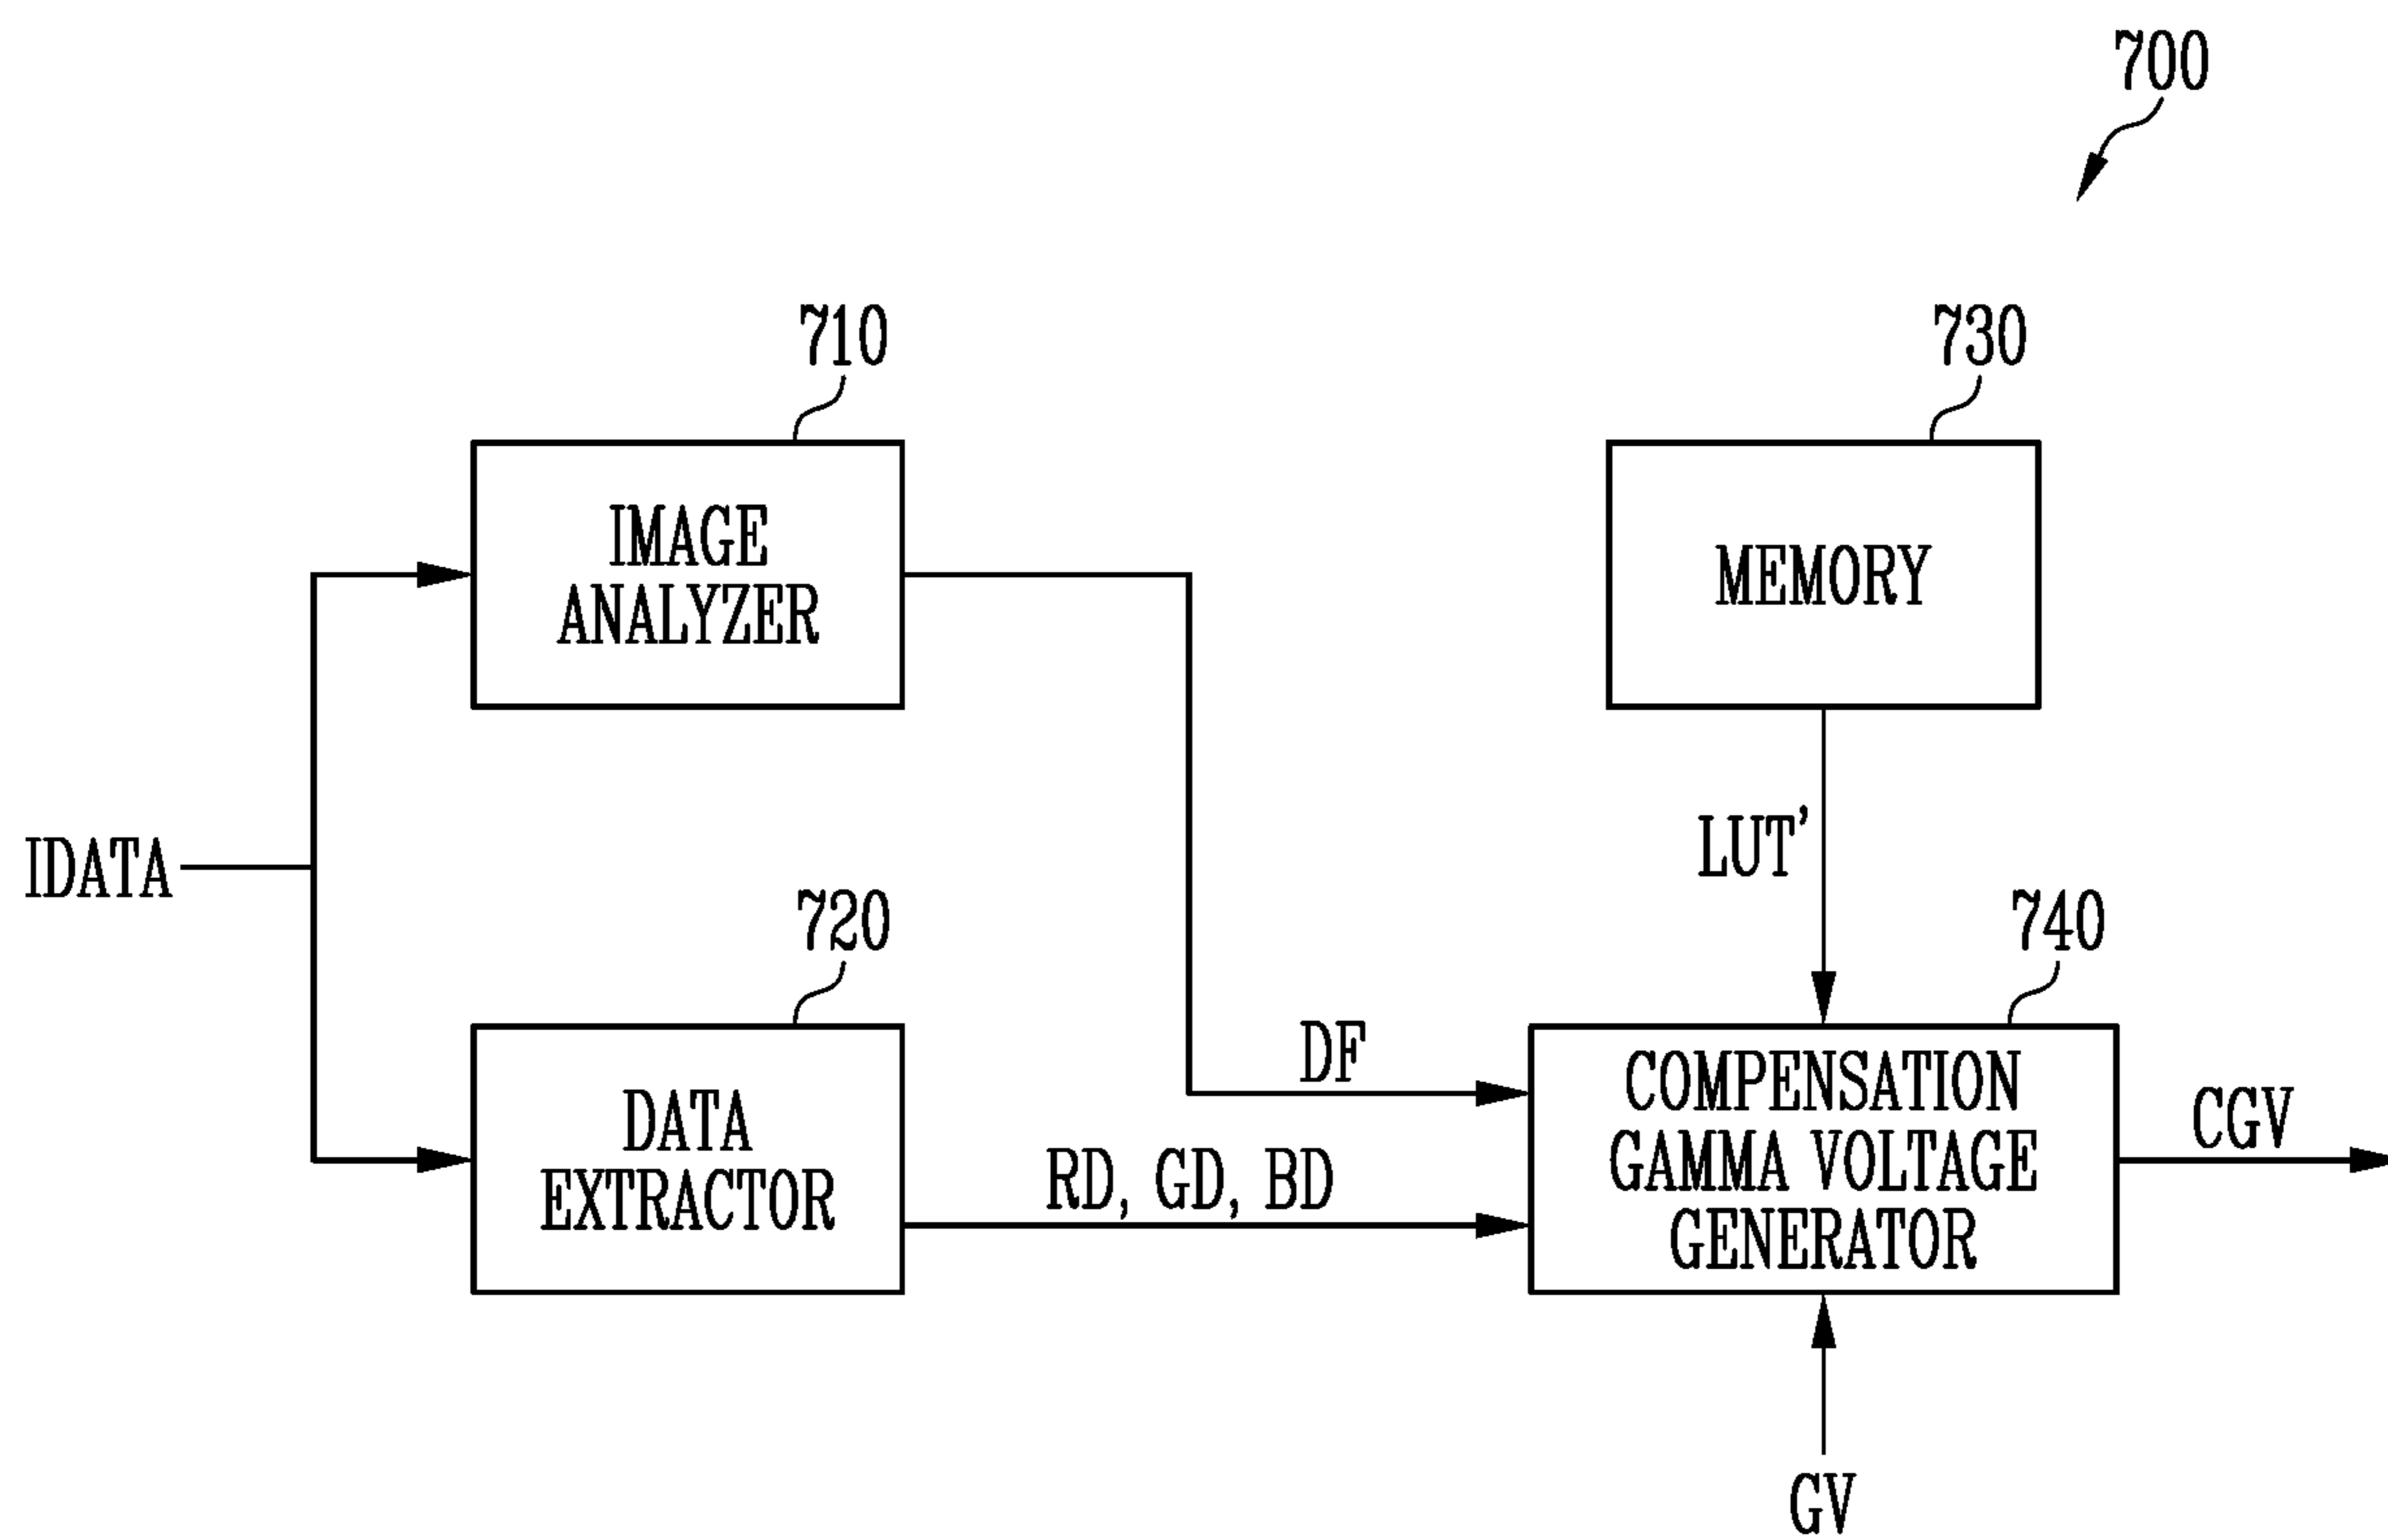 700
710
730
IMAGE
ANALYZER
MEMORY
LUT'
IDATA
720
740
DF
DATA
EXTRACTOR
RD, GD, BD
COMPENSATION
GAMMA VOLTAGE
GENERATOR
CGV
GV